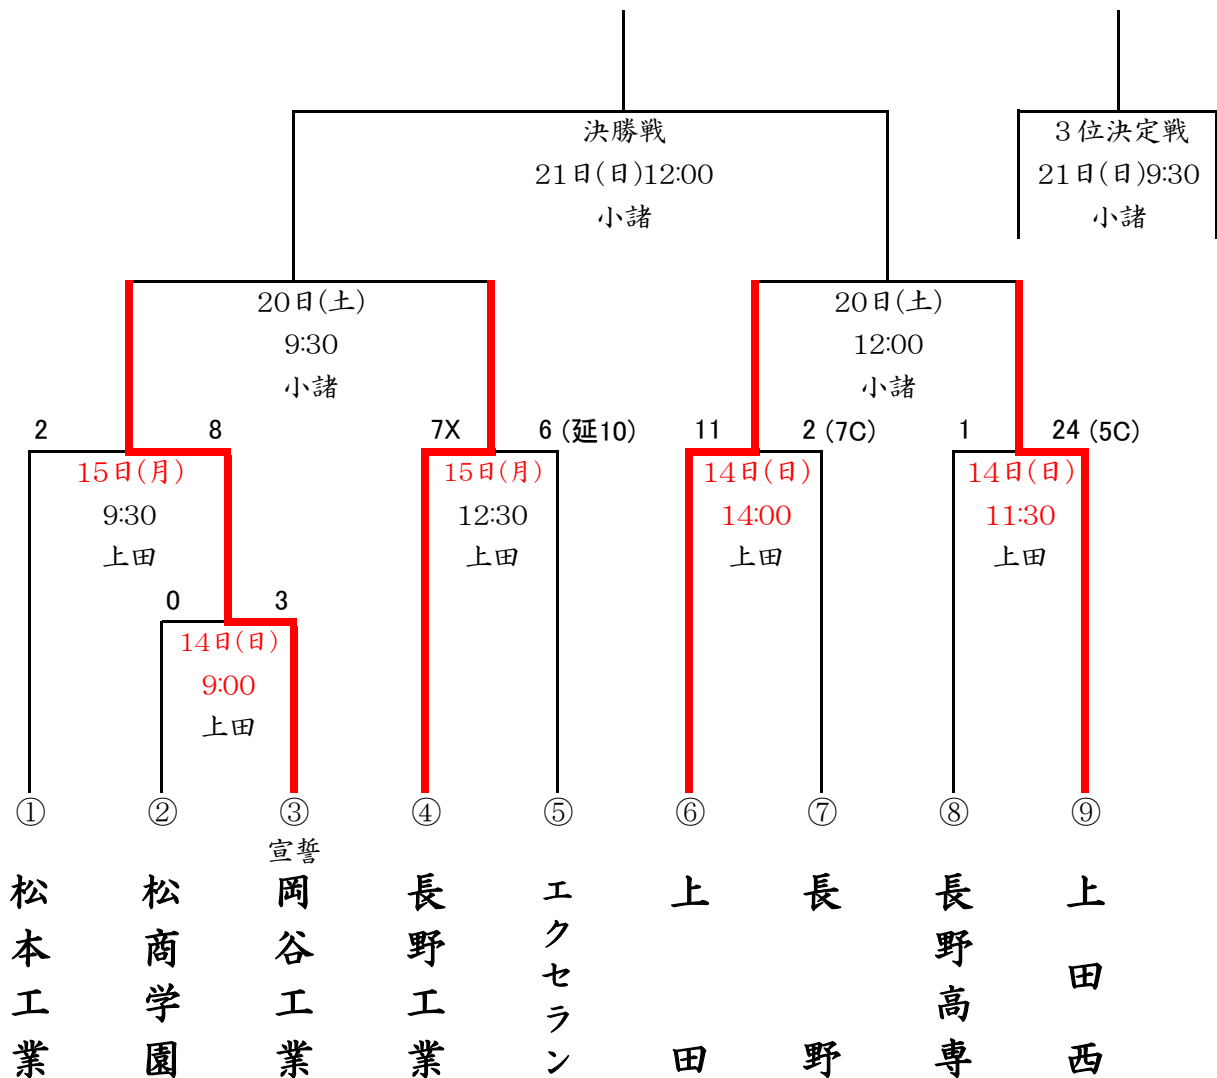 決勝戦
21日(日)12:00
小諸
3位決定戦
21日(日)9:30
小諸
20日(土)
9:30
小諸
20日(土)
12:00
小諸
2
8
15日(月)
9:30
上田
7X
6 (延10)
15日(月)
12:30
上田
11
2 (7C)
14日(日)
14:00
上田
1
24 (5C)
14日(日)
11:30
上田
0
3
14日(日)
9:00
上田
①
松本工業
②
松商学園
③
宣誓
岡谷工業
④
長野工業
⑤
エクセラン
⑥
上田
⑦
長野
⑧
長野高専
⑨
上田西